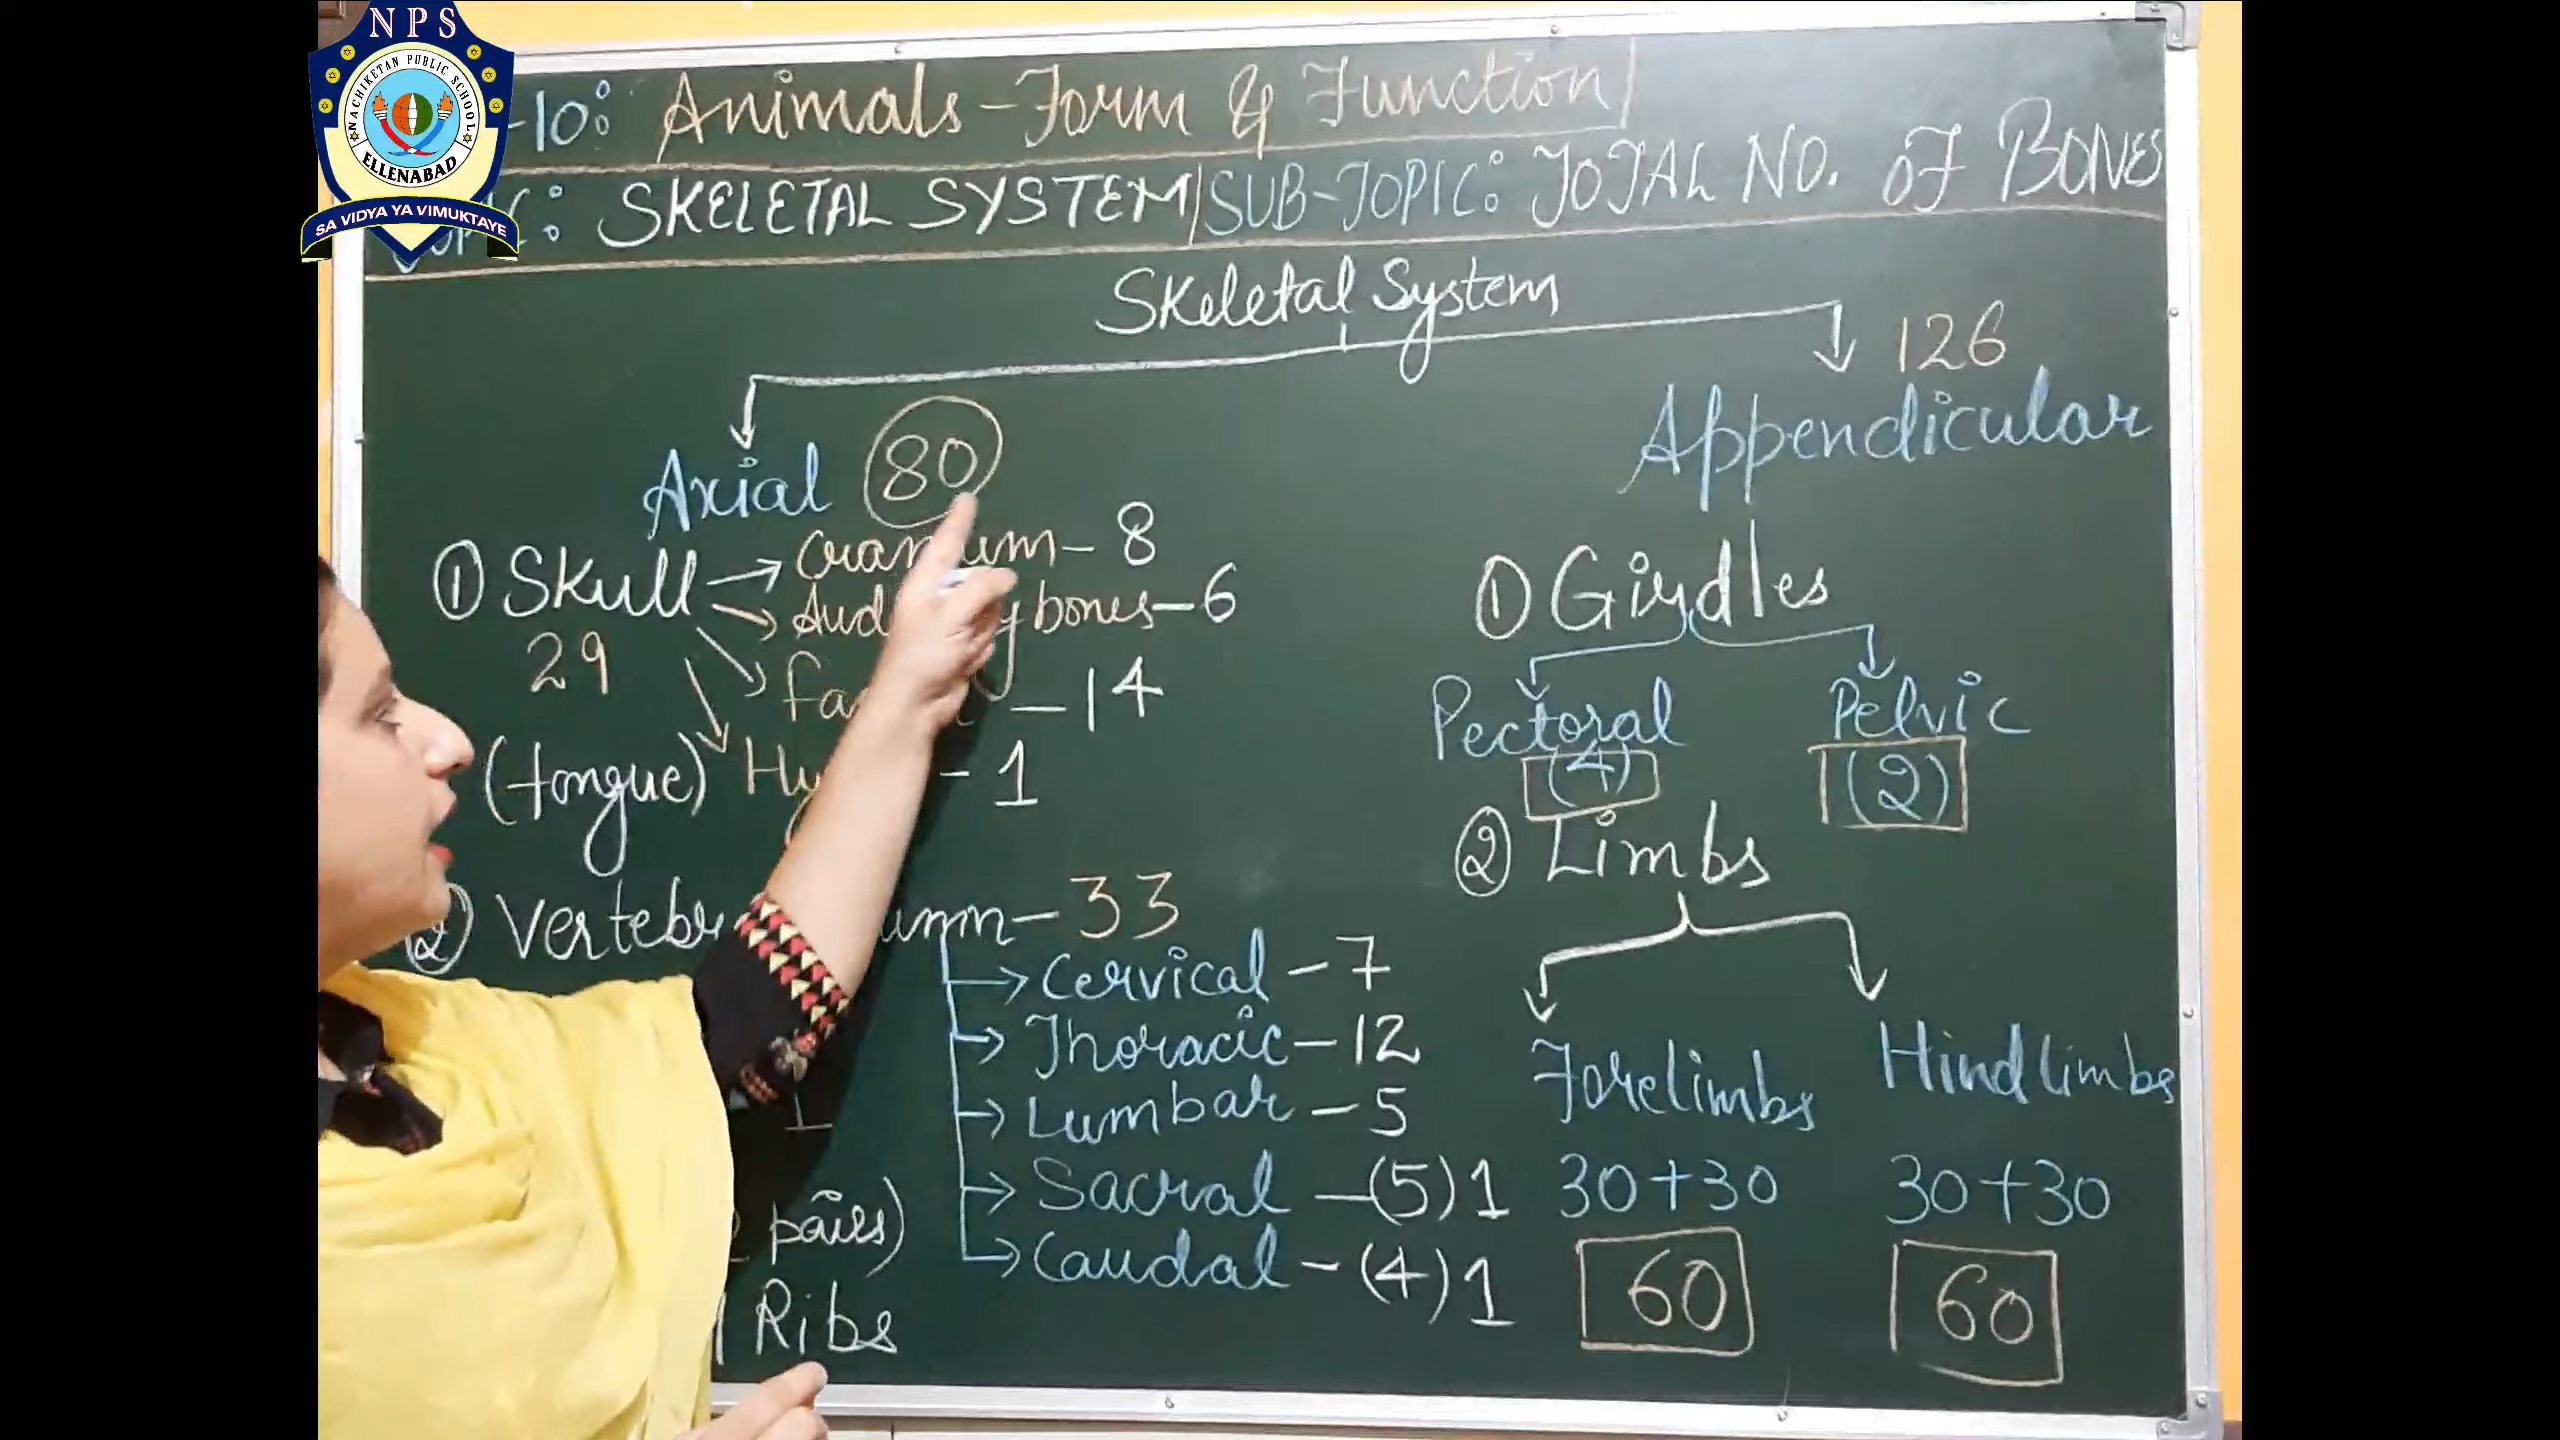 NPS
NACHIKETAN PUBLIC SCHOOL
ELLENABAD
SA VIDYA YA VIMUKTAYE
-10: Animals - Form & Function
: SKELETAL SYSTEM | SUB-TOPIC: TOTAL NO. OF BONES
Skeletal System
126
Axial 80
Appendicular
① Skull → Cranium - 8
29
→ bones - 6
→ - 14
(tongue) → - 1
② - 33
→ Cervical - 7
→ Thoracic - 12
→ Lumbar - 5
→ Sacral - (5) 1
→ Caudal - (4) 1
pairs)
Ribs
① Girdles
Pectoral Pelvic
(4) (2)
② Limbs
Forelimbs Hind limbs
30+30 30+30
60 60